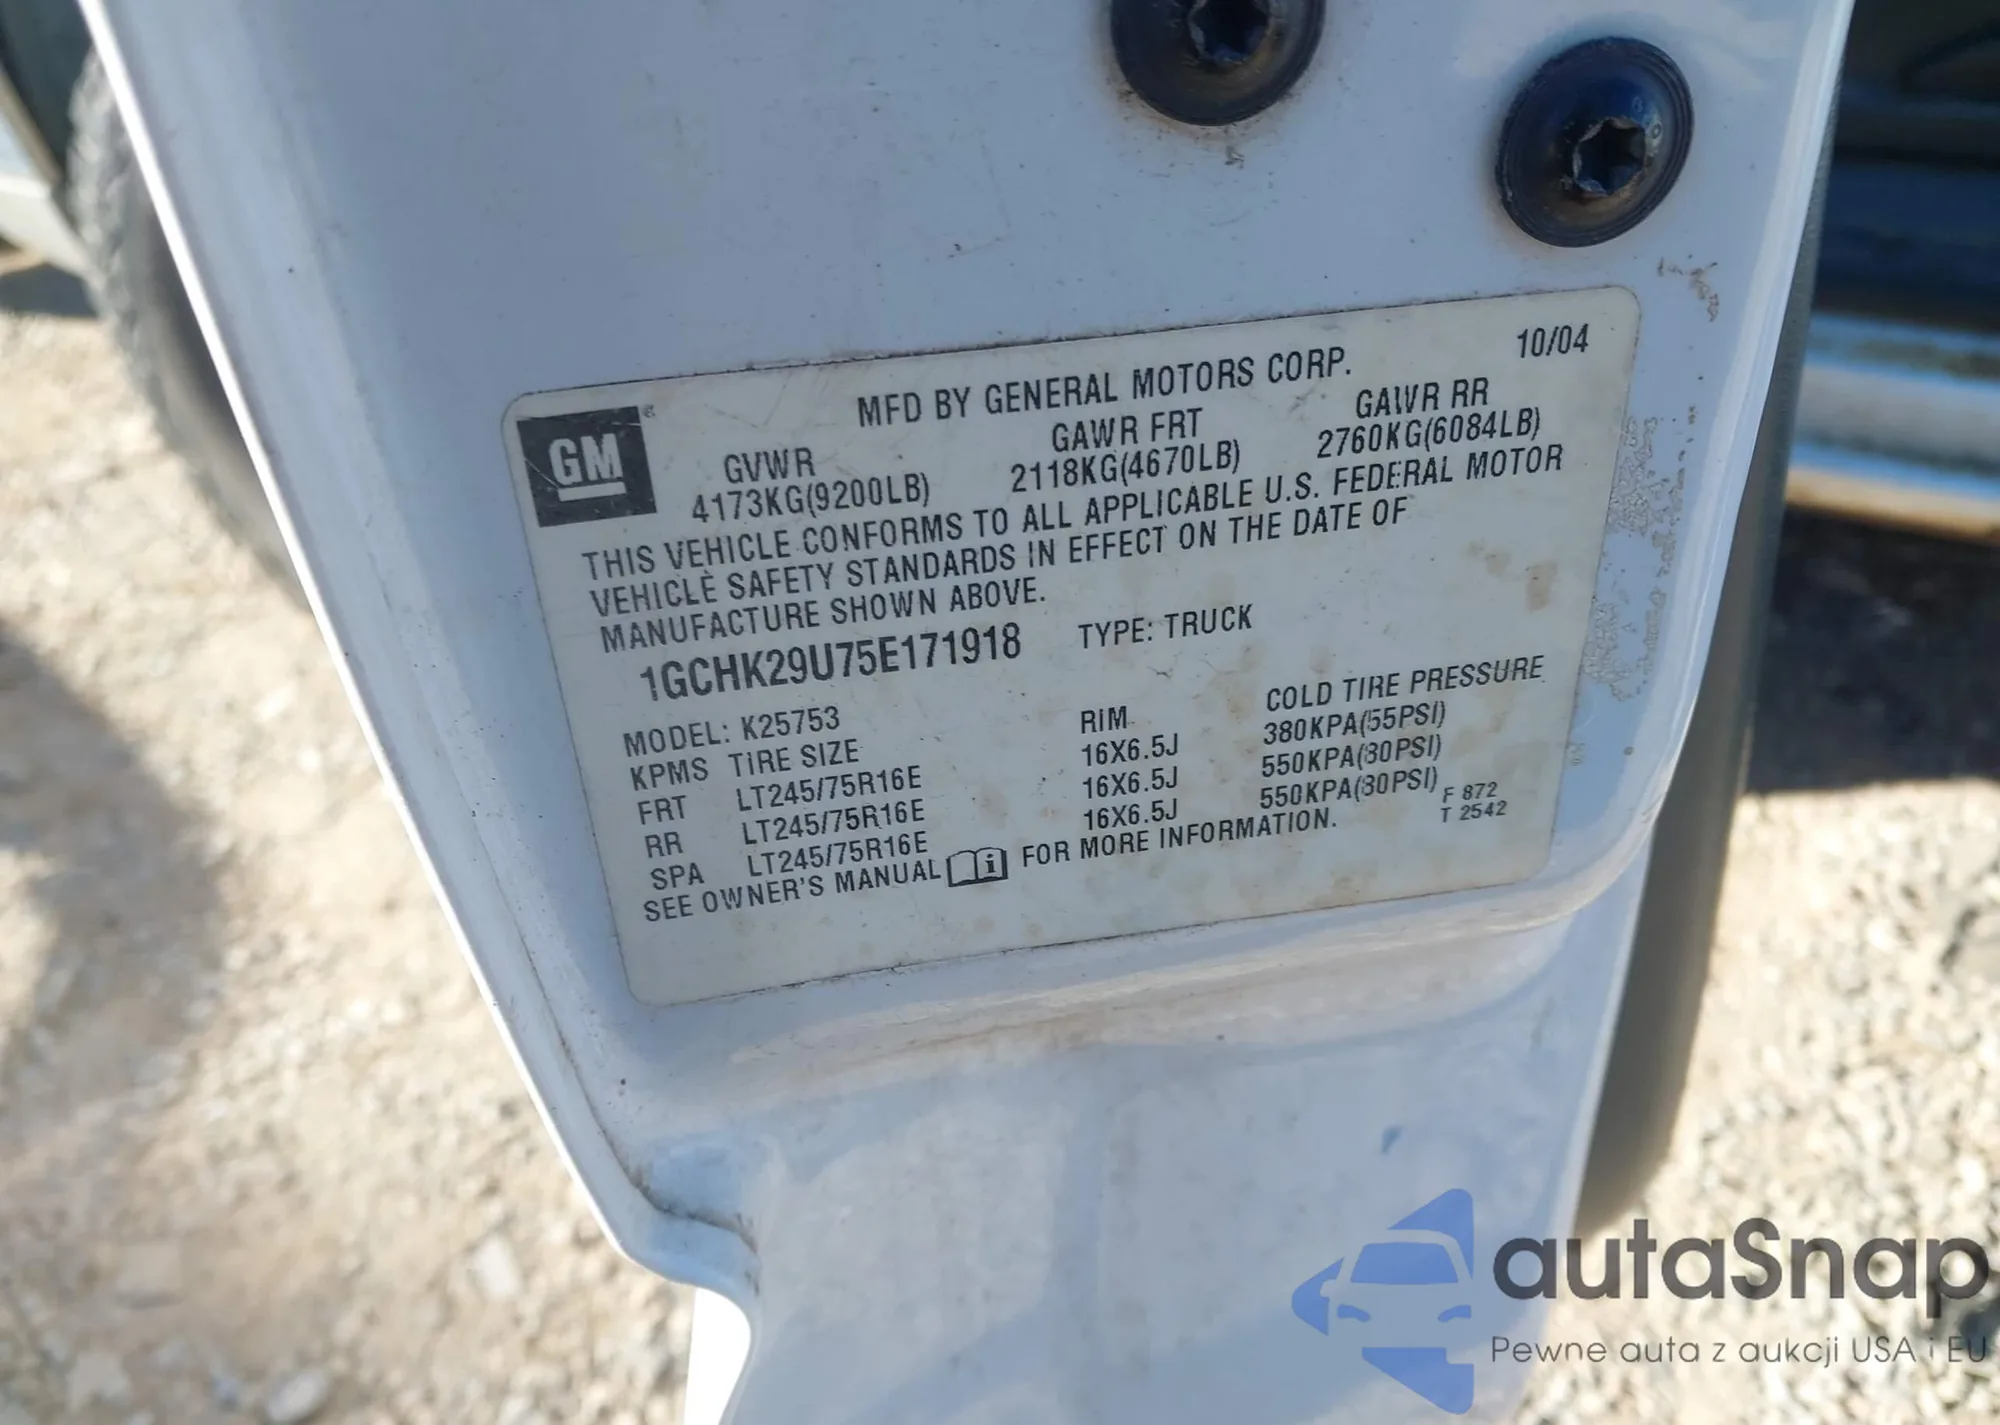 10/04
MFD BY GENERAL MOTORS CORP.
GM
GVWR GAWR FRT GAWR RR
4173KG(9200LB) 2118KG(4670LB) 2760KG(6084LB)
THIS VEHICLE CONFORMS TO ALL APPLICABLE U.S. FEDERAL MOTOR
VEHICLE SAFETY STANDARDS IN EFFECT ON THE DATE OF
MANUFACTURE SHOWN ABOVE.
1GCHK29U75E171918 TYPE: TRUCK
MODEL: K25753
KPMS TIRE SIZE RIM COLD TIRE PRESSURE
FRT LT245/75R16E 16X6.5J 380KPA(55PSI)
RR LT245/75R16E 16X6.5J 550KPA(80PSI)
SPA LT245/75R16E 16X6.5J 550KPA(80PSI)
SEE OWNER'S MANUAL FOR MORE INFORMATION.
F 872
T 2542
autaSnap
Pewne auta z aukcji USA i EU